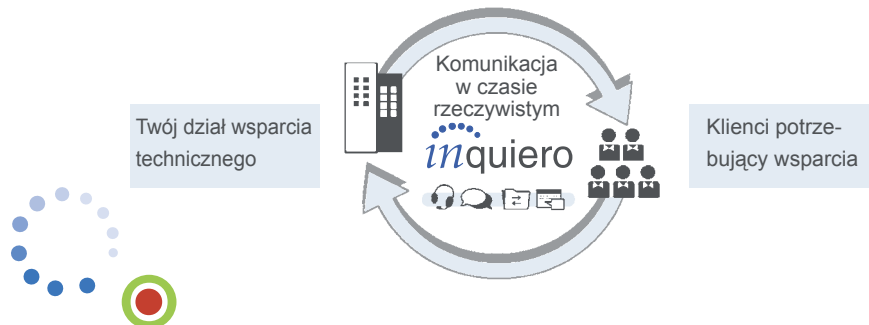 Komunikacja
w czasie
rzeczywistym
inquiero
Twój dział wsparcia
technicznego
Klienci potrze-
bujący wsparcia